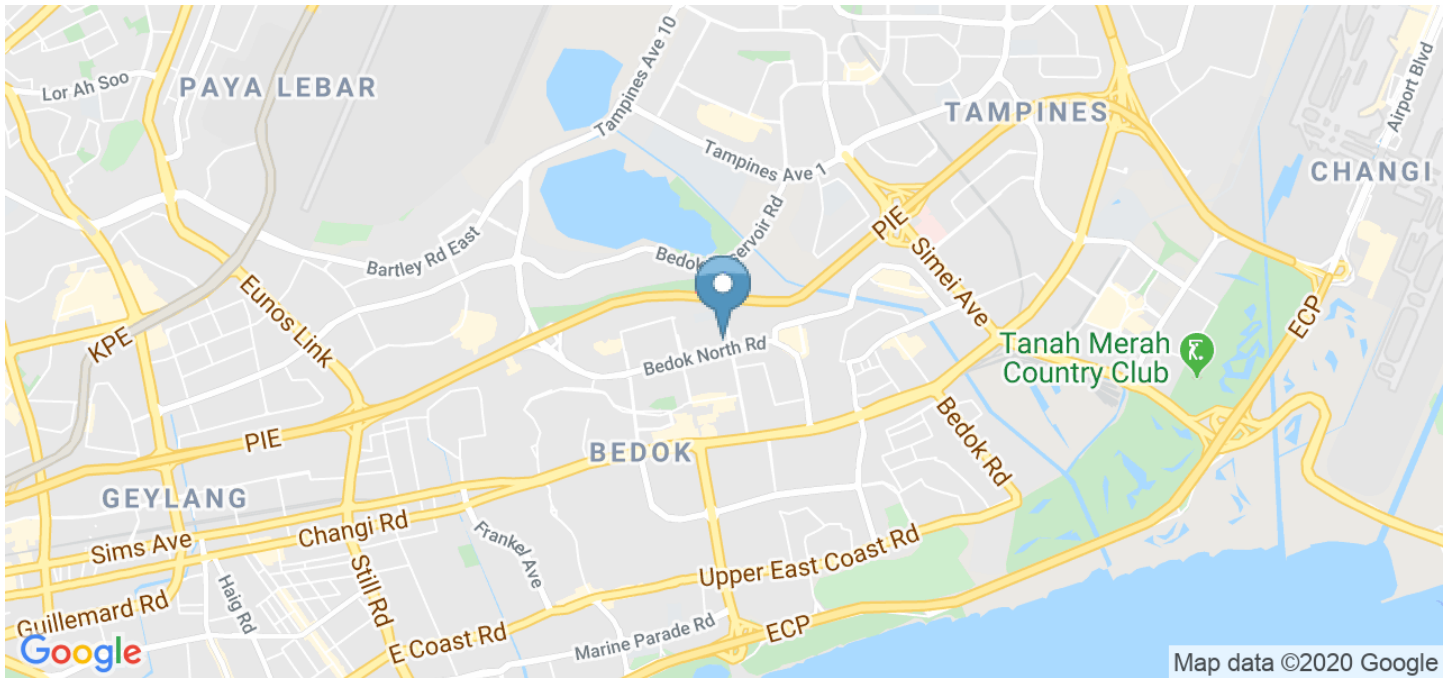 Lor Ah Soo
PAYA LEBAR
Tampines Ave 10
TAMPINES
Airport Blvd
Tampines Ave 1
CHANGI
Bartley Rd East
Bedok
servoir Rd
PIE
Simei Ave
Eunos Link
KPE
ECP
Bedok North Rd
Tanah Merah
Country Club
PIE
BEDOK
Bedok Rd
GEYLANG
Sims Ave
Changi Rd
Frankel Ave
Still Rd
Upper East Coast Rd
Haig Rd
Guillemard Rd
E Coast Rd
Marine Parade Rd
ECP
Google
Map data ©2020 Google